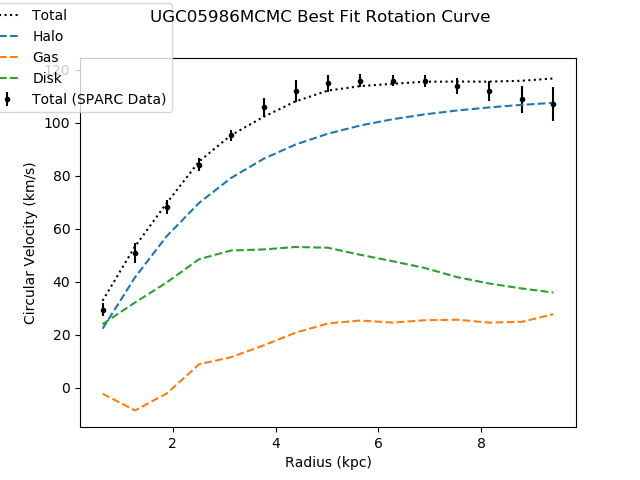 UGC05986MCMC Best Fit Rotation Curve
Total
Halo
Gas
Disk
Total (SPARC Data)
120
100
80
60
40
20
0
Circular Velocity (km/s)
2
4
6
8
Radius (kpc)